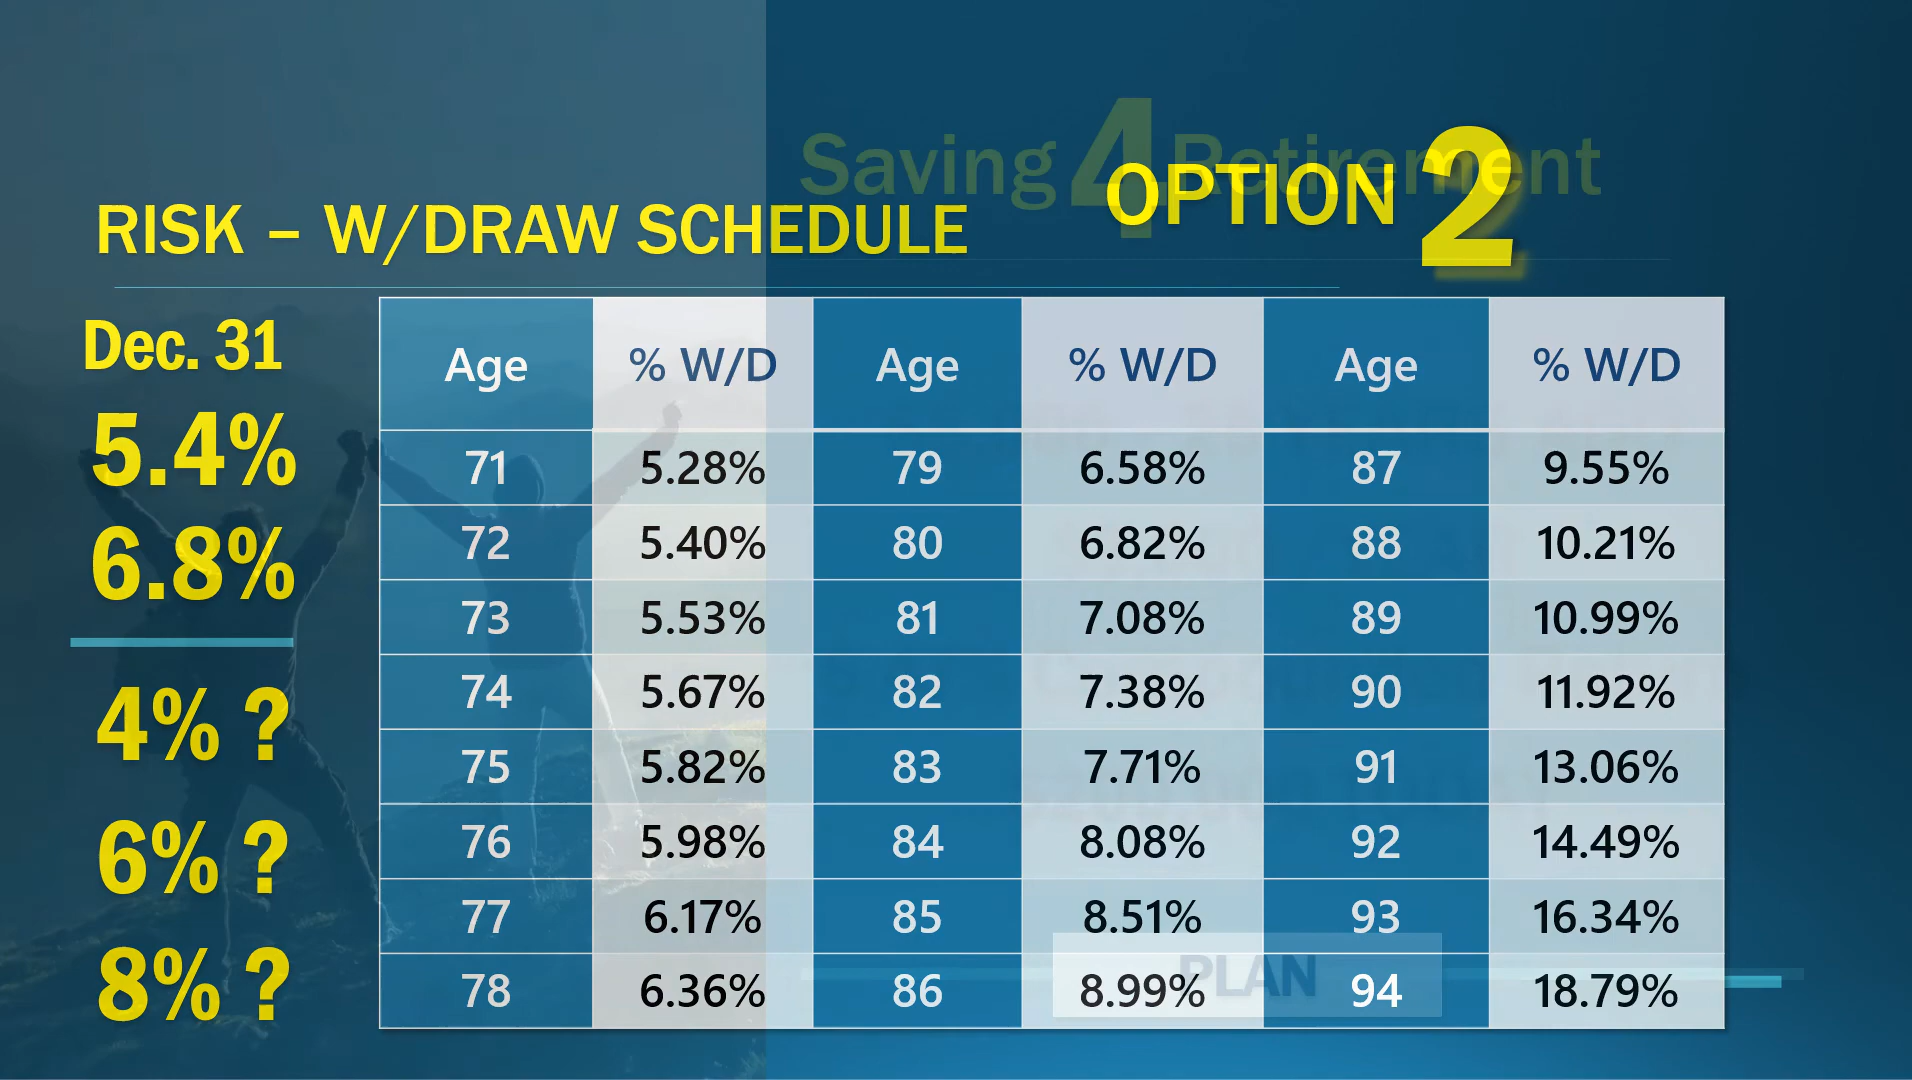 Saving 4 Retirement
OPTION 2
RISK – W/DRAW SCHEDULE
Dec. 31
5.4%
6.8%
4% ?
6% ?
8% ?
Age % W/D Age % W/D Age % W/D
71 5.28% 79 6.58% 87 9.55%
72 5.40% 80 6.82% 88 10.21%
73 5.53% 81 7.08% 89 10.99%
74 5.67% 82 7.38% 90 11.92%
75 5.82% 83 7.71% 91 13.06%
76 5.98% 84 8.08% 92 14.49%
77 6.17% 85 8.51% 93 16.34%
78 6.36% 86 8.99% 94 18.79%
PLAN